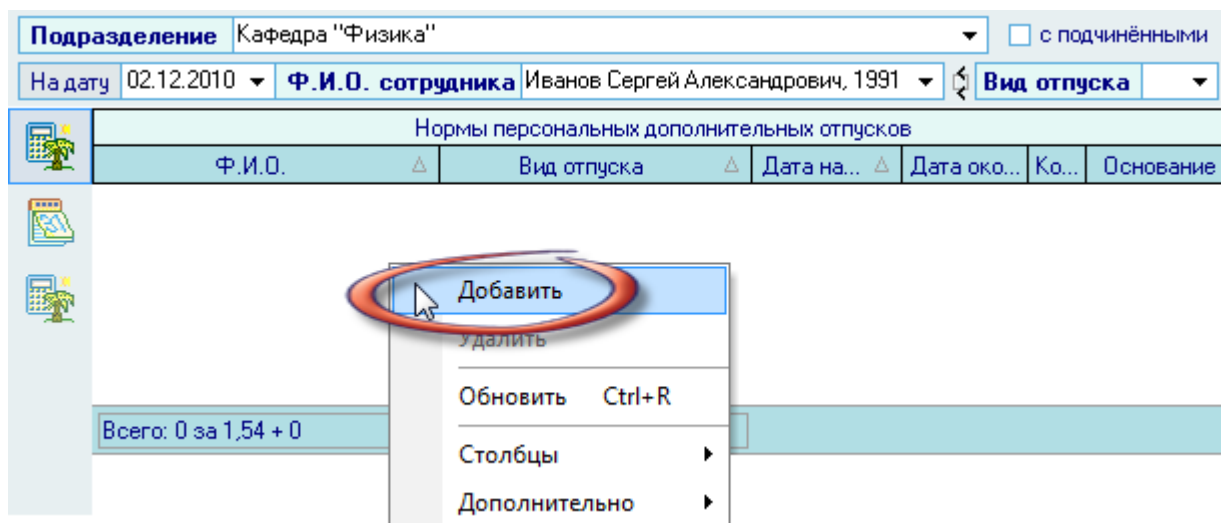 Подразделение Кафедра "Физика" с подчинёнными
На дату 02.12.2010 Ф.И.О. сотрудника Иванов Сергей Александрович, 1991 Вид отпуска
Нормы персональных дополнительных отпусков
Ф.И.О. Вид отпуска Дата на... Дата око... Ко... Основание
Добавить
Удалить
Обновить Ctrl+R
Всего: 0 за 1,54 + 0
Столбцы
Дополнительно